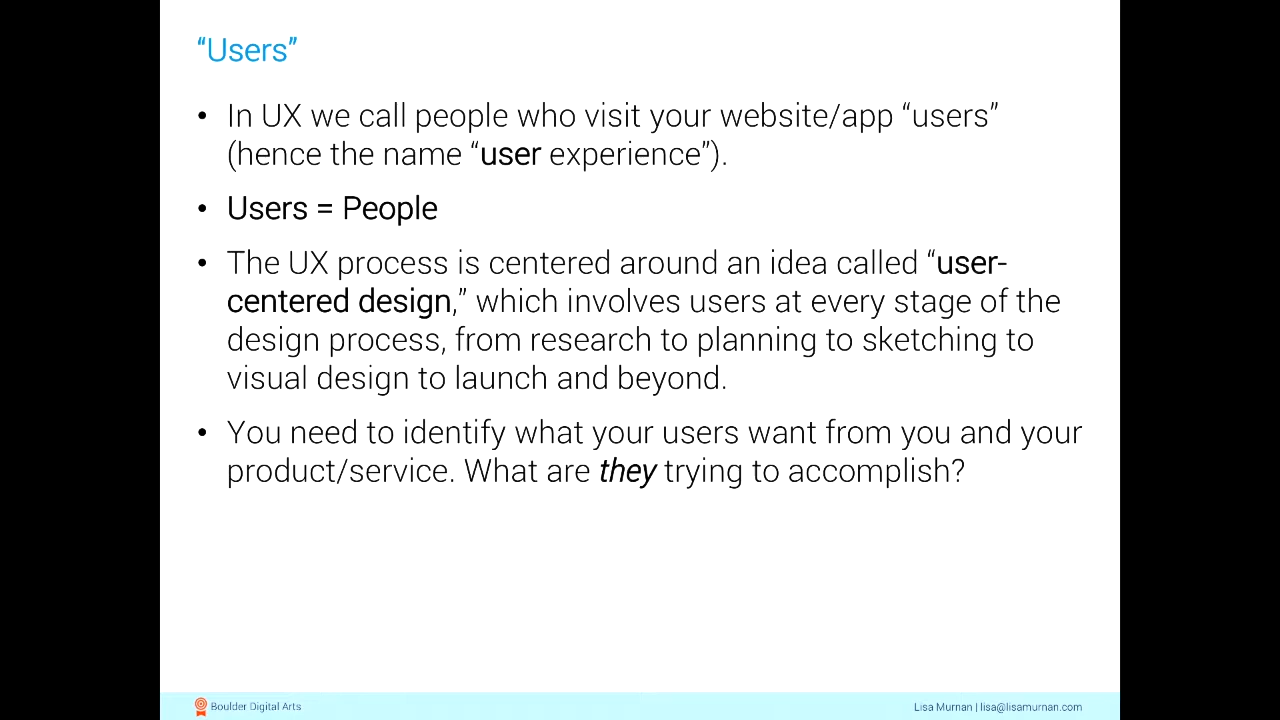 “Users”
• In UX we call people who visit your website/app “users”
(hence the name “user experience”).
• Users = People
• The UX process is centered around an idea called “user-
centered design,” which involves users at every stage of the
design process, from research to planning to sketching to
visual design to launch and beyond.
• You need to identify what your users want from you and your
product/service. What are they trying to accomplish?
Boulder Digital Arts
Lisa Murnan | lisa@lisamurnan.com